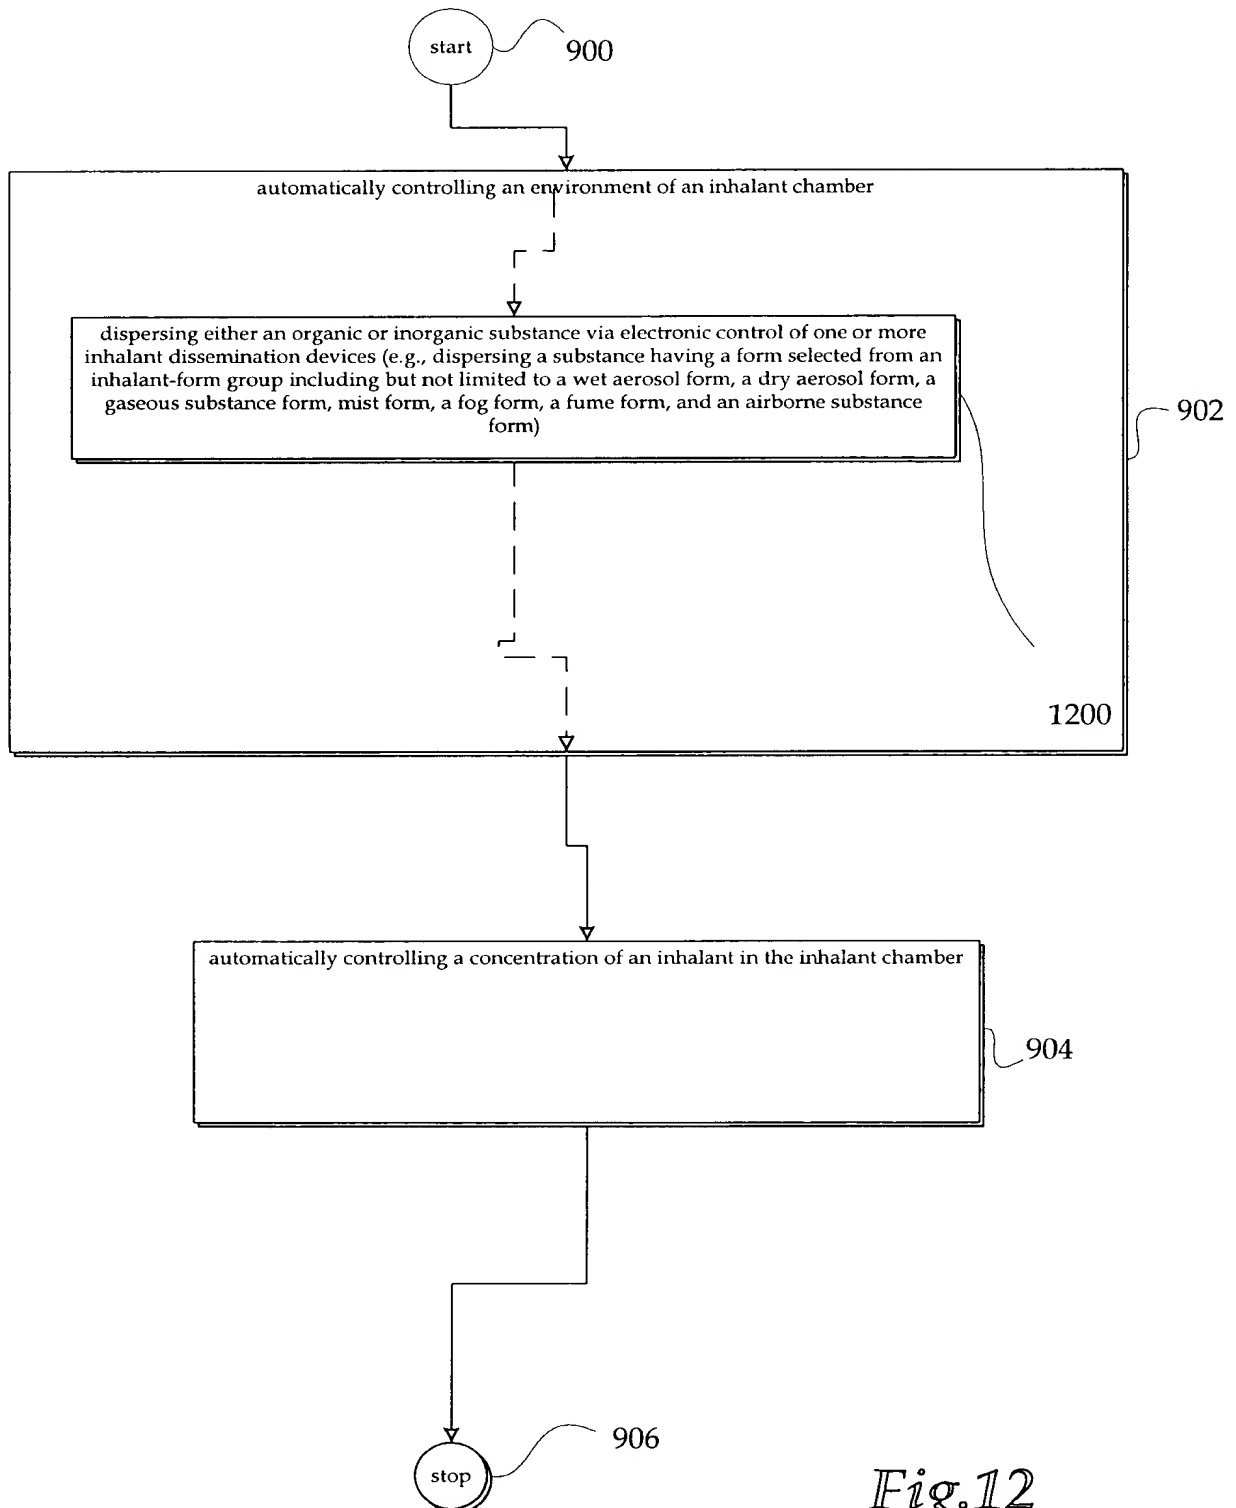 start
900
automatically controlling an environment of an inhalant chamber
dispersing either an organic or inorganic substance via electronic control of one or more
inhalant dissemination devices (e.g., dispersing a substance having a form selected from an
inhalant-form group including but not limited to a wet aerosol form, a dry aerosol form, a
gaseous substance form, mist form, a fog form, a fume form, and an airborne substance
form)
902
1200
automatically controlling a concentration of an inhalant in the inhalant chamber
904
906
stop
Fig.12